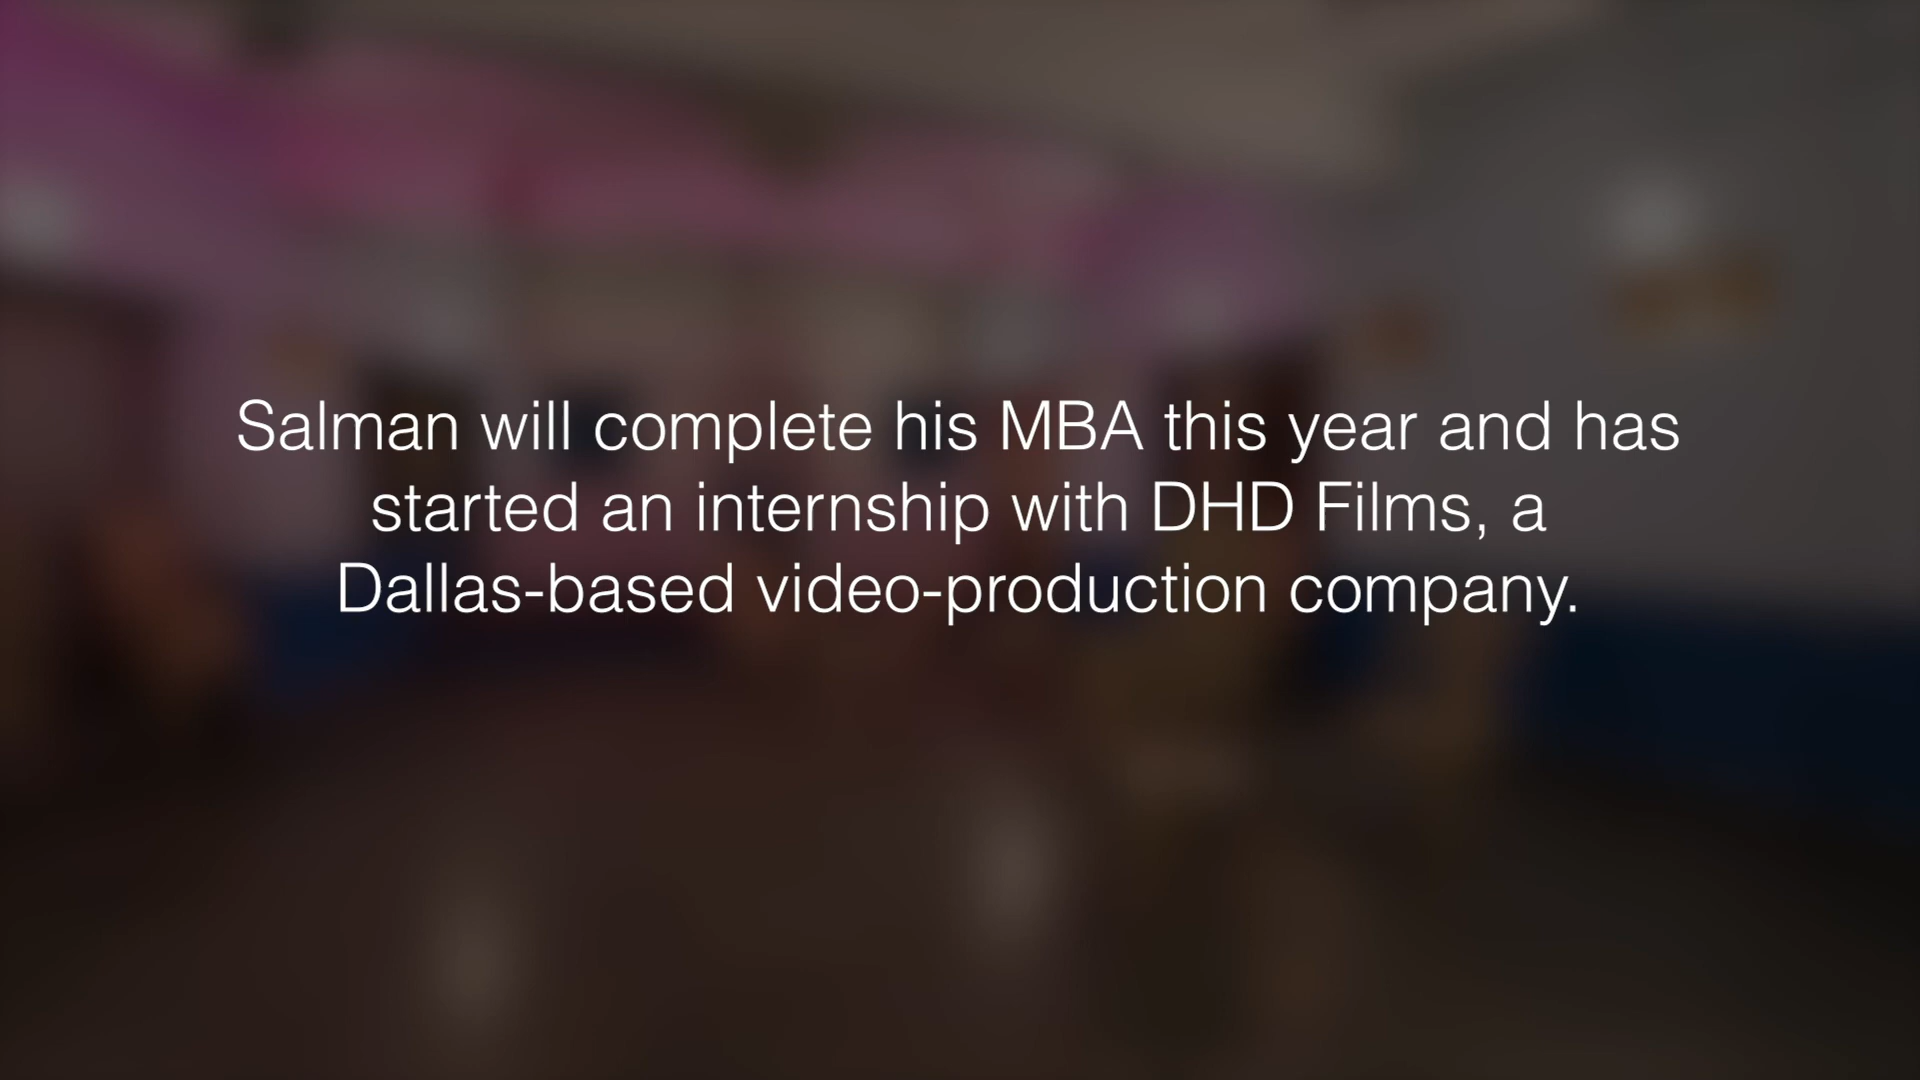 Salman will complete his MBA this year and has
started an internship with DHD Films, a
Dallas-based video-production company.